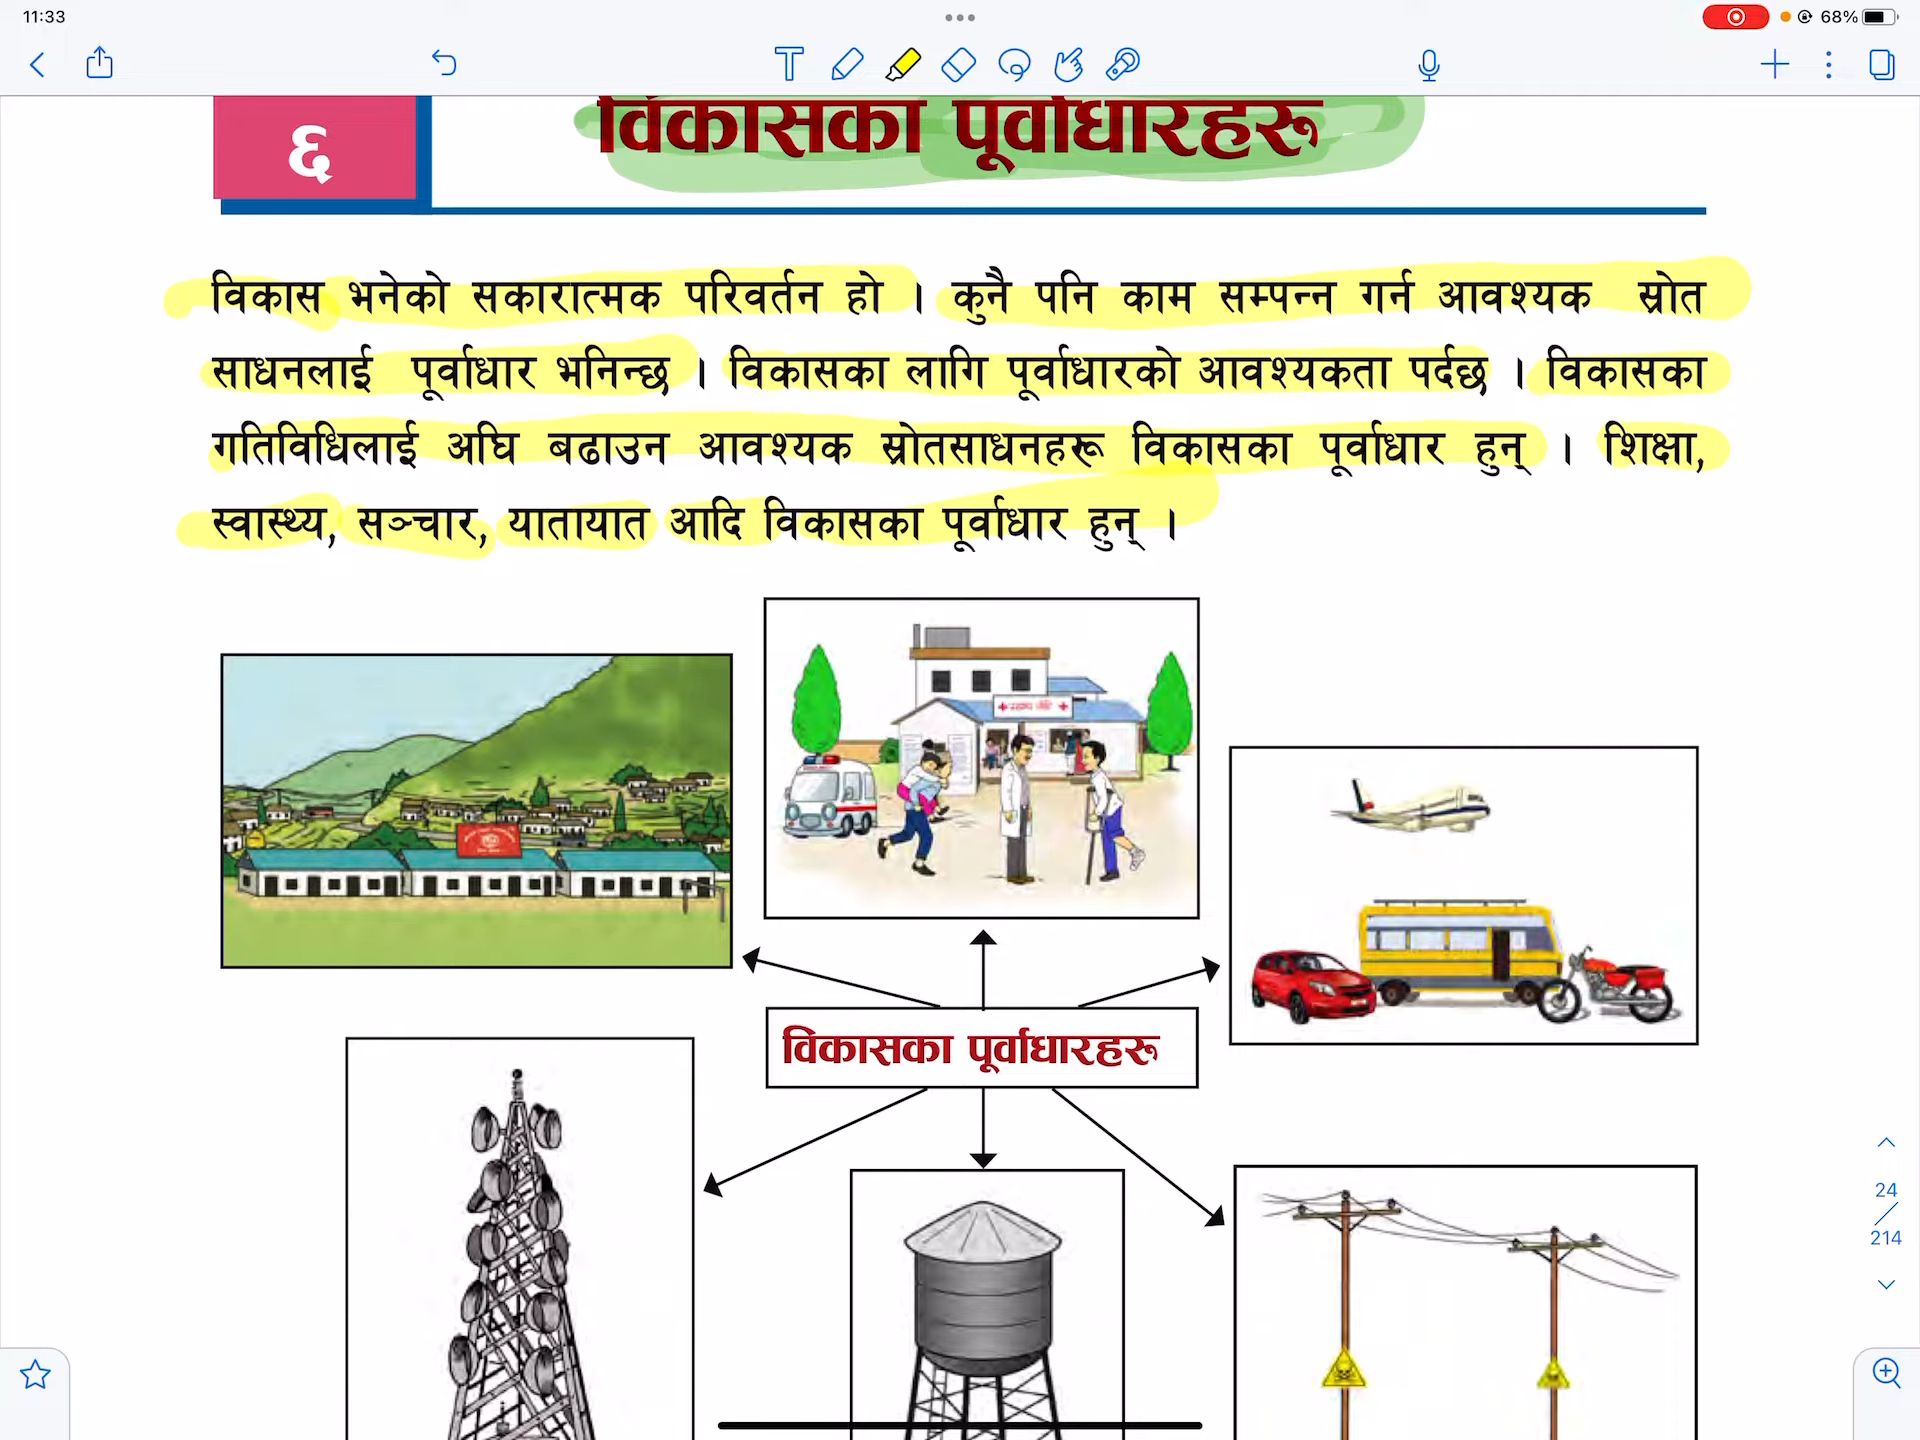 11:33
68%
६
विकासका पूर्वाधारहरू
विकास भनेको सकारात्मक परिवर्तन हो । कुनै पनि काम सम्पन्न गर्न आवश्यक स्रोत
साधनलाई पूर्वाधार भनिन्छ । विकासका लागि पूर्वाधारको आवश्यकता पर्दछ । विकासका
गतिविधिलाई अघि बढाउन आवश्यक स्रोतसाधनहरू विकासका पूर्वाधार हुन् । शिक्षा,
स्वास्थ्य, सञ्चार, यातायात आदि विकासका पूर्वाधार हुन् ।
विकासका पूर्वाधारहरू
24
/
214